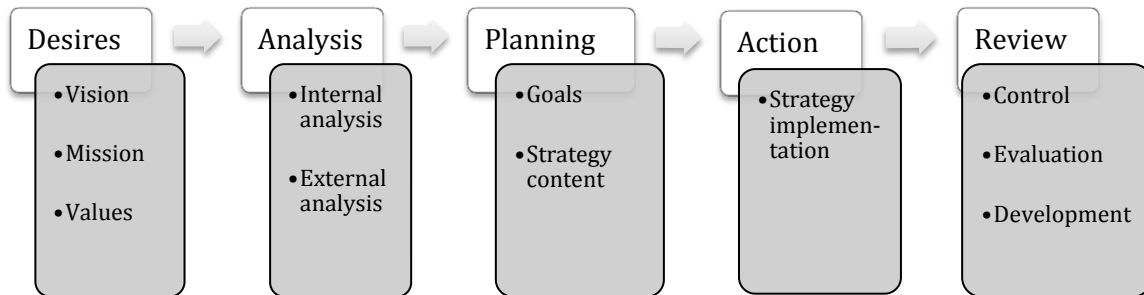 Desires
•Vision
•Mission
•Values
Analysis
•Internal
analysis
•External
analysis
Planning
•Goals
•Strategy
content
Action
•Strategy
implemen-
tation
Review
•Control
•Evaluation
•Development